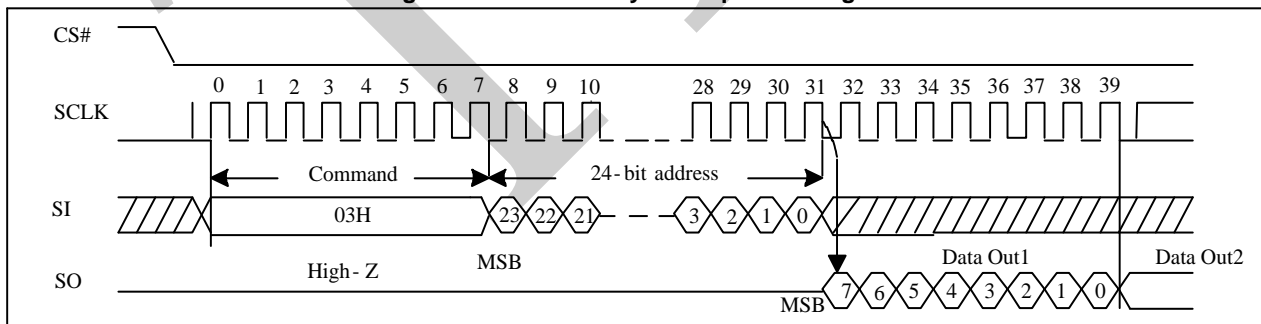 CS#
0 1 2 3 4 5 6 7 8 9 10 28 29 30 31 32 33 34 35 36 37 38 39
SCLK
Command 24-bit address
SI 03H 23 22 21 3 2 1 0
High-Z MSB Data Out1 Data Out2
SO MSB 7 6 5 4 3 2 1 0